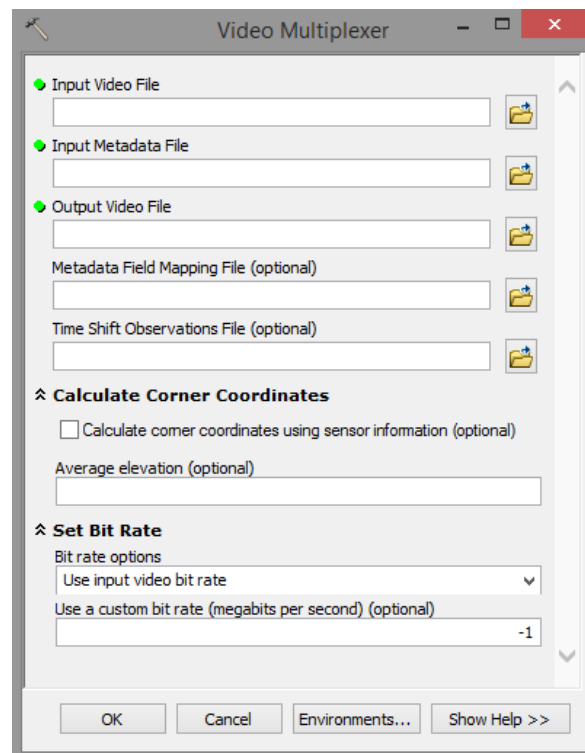 Video Multiplexer
Input Video File
Input Metadata File
Output Video File
Metadata Field Mapping File (optional)
Time Shift Observations File (optional)
Calculate Corner Coordinates
Calculate corner coordinates using sensor information (optional)
Average elevation (optional)
Set Bit Rate
Bit rate options
Use input video bit rate
Use a custom bit rate (megabits per second) (optional)
-1
OK Cancel Environments... Show Help >>